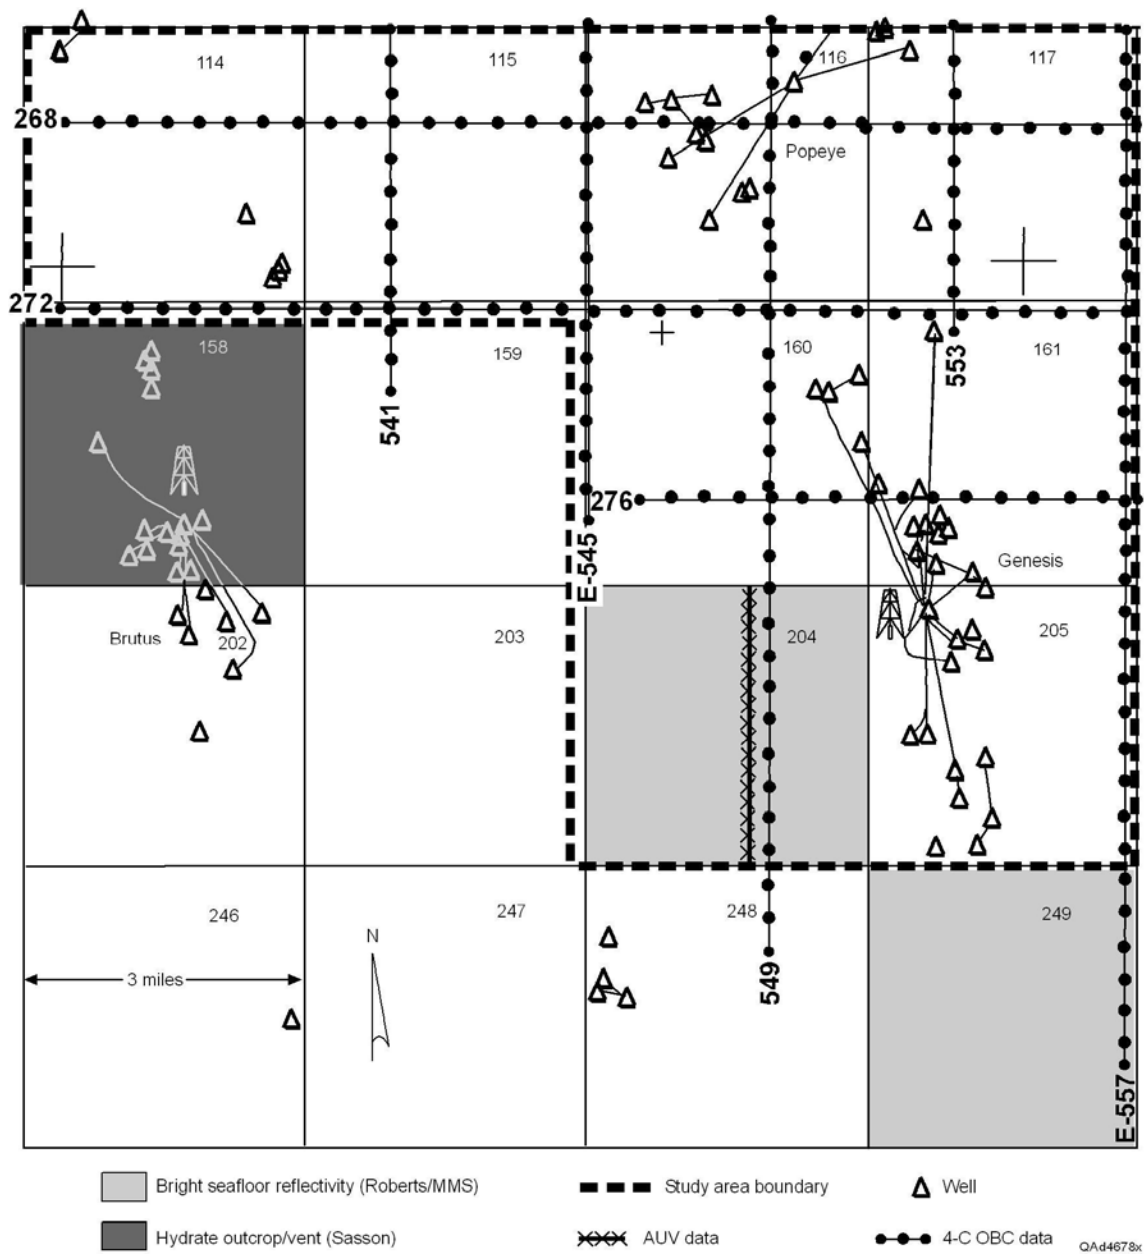 114
115
116
117
268
Popeye
272
158
159
160
161
541
553
276
E-545
Genesis
Brutus
202
203
204
205
246
247
248
249
N
3 miles
549
E-557
Bright seafloor reflectivity (Roberts/MMS)
Study area boundary
Well
Hydrate outcrop/vent (Sasson)
AUV data
4-C OBC data
QAd4678x